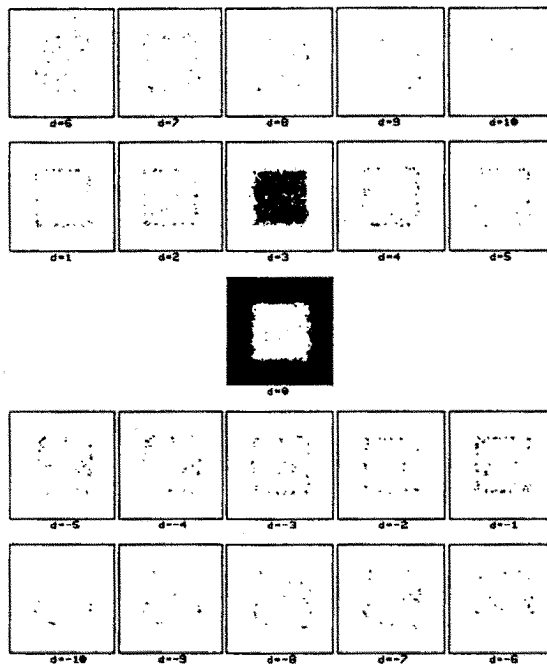 d=6 d=7 d=8 d=9 d=10
d=1 d=2 d=3 d=4 d=5
d=0
d=-5 d=-4 d=-3 d=-2 d=-1
d=-10 d=-9 d=-8 d=-7 d=-6